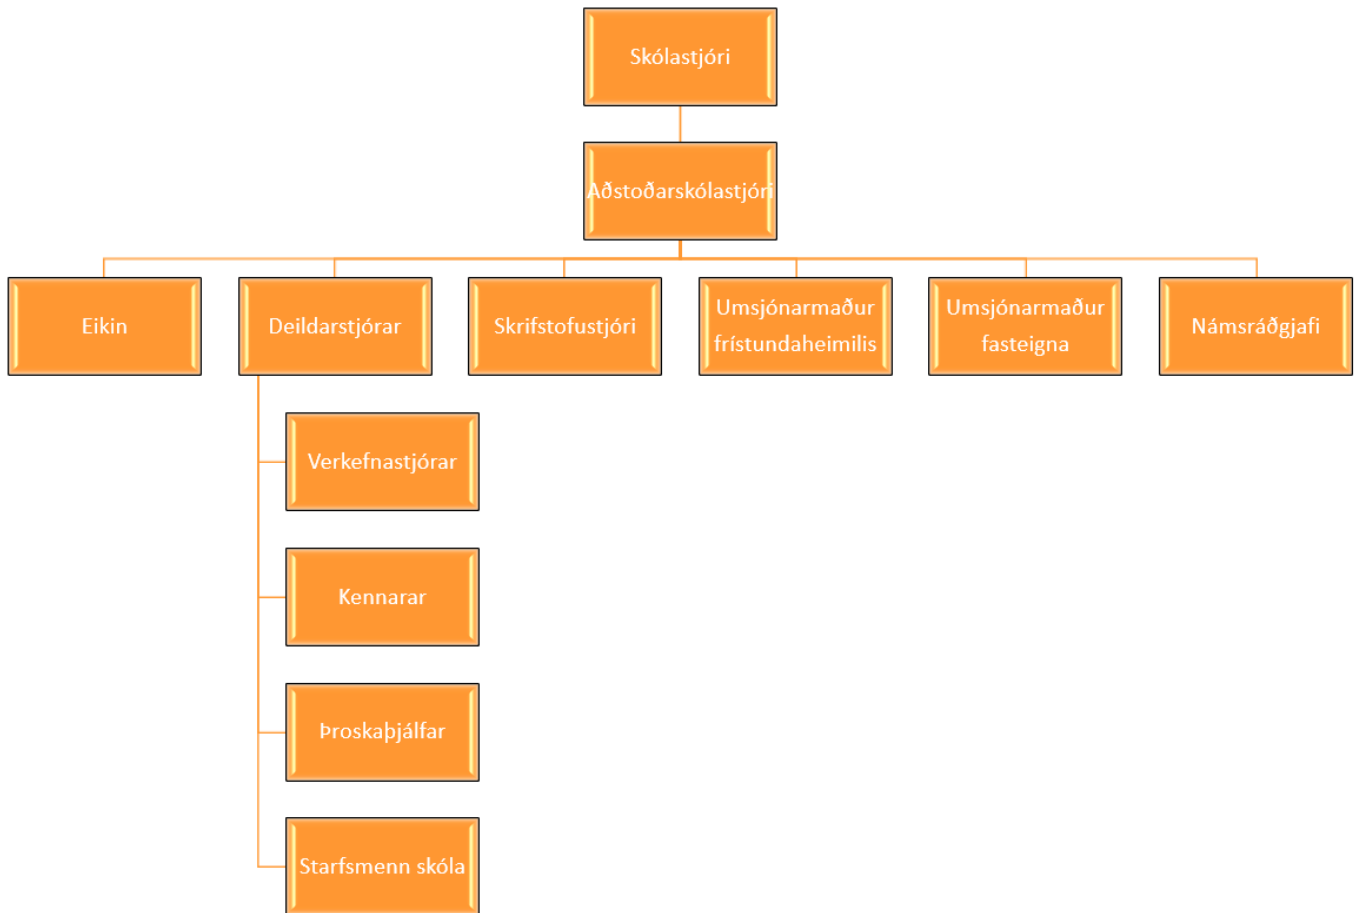 Skólastjóri
Aðstoðarskólastjóri
Eikin
Deildarstjórar
Skrifstofustjóri
Umsjónarmaður
frístundaheimilis
Umsjónarmaður
fasteigna
Námsráðgjafi
Verkefnastjórar
Kennarar
Þroskaþjálfar
Starfsmenn skóla